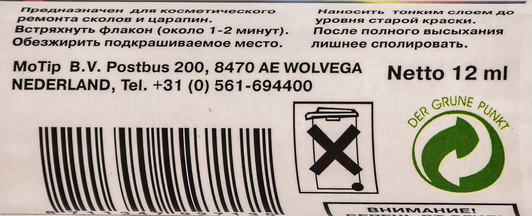 Предназначен для косметического
ремонта сколов и царапин.
Встряхнуть флакон (около 1-2 минут).
Обезжирить подкрашиваемое место.
Наносить тонким слоем до
уровня старой краски.
После полного высыхания
лишнее сполировать.
MoTip B.V. Postbus 200, 8470 AE WOLVEGA
NEDERLAND, Tel. +31 (0) 561-694400
Netto 12 ml
DER GRÜNE PUNKT
ВНИМАНИЕ!